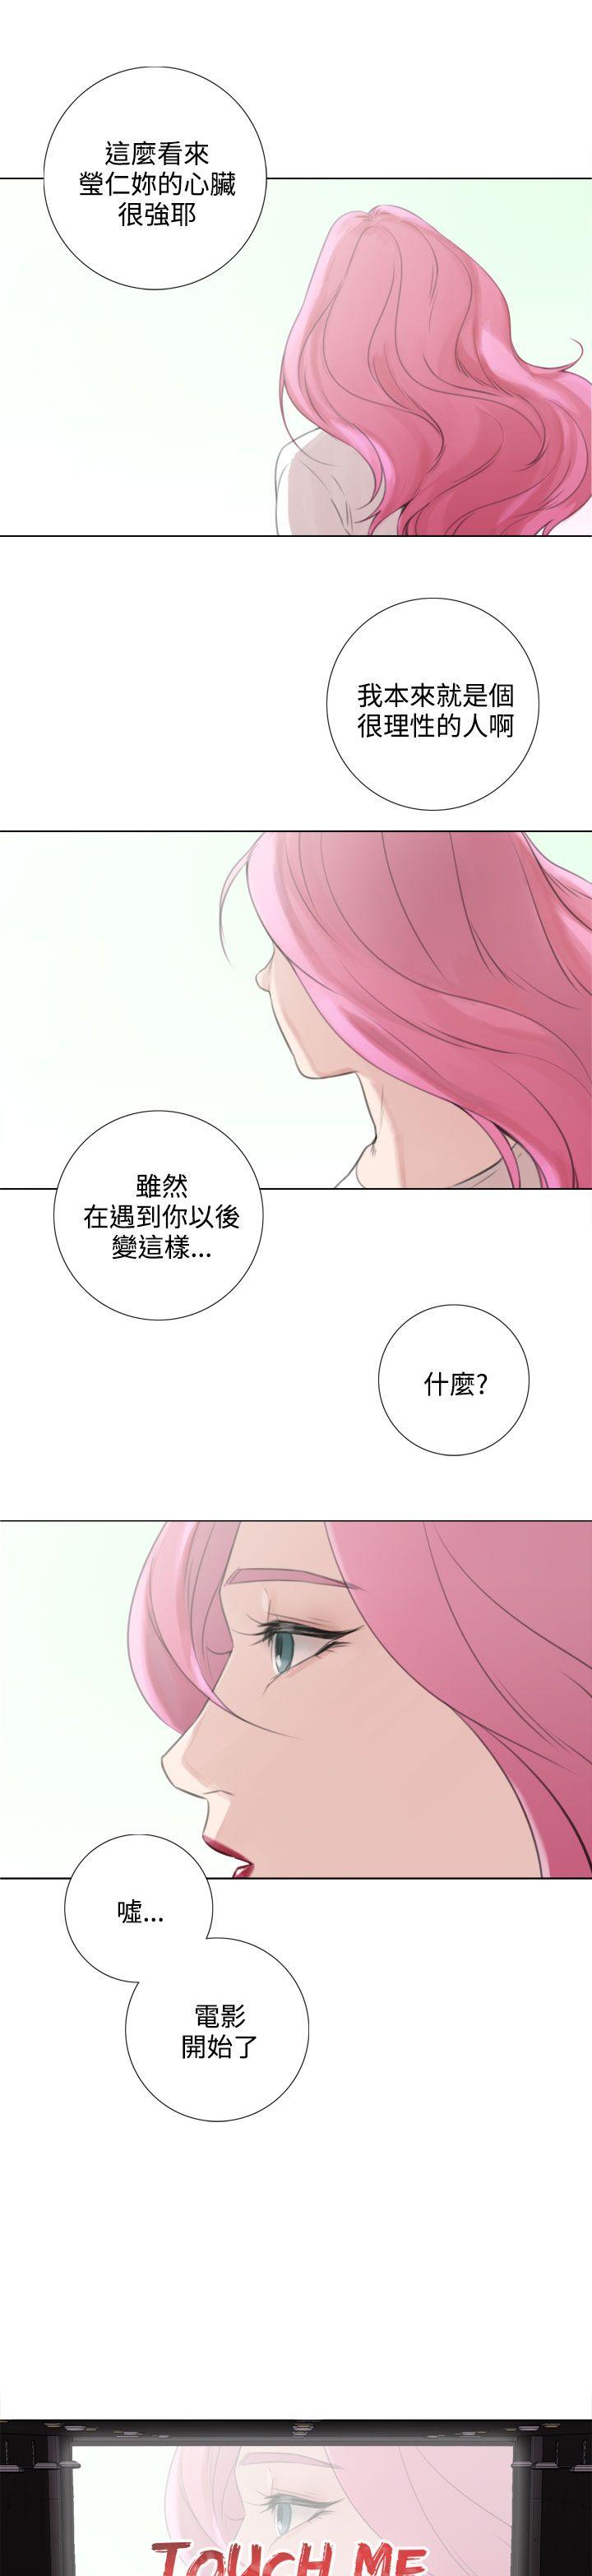 這麼看來
瑩仁妳的心臟
很強耶
我本來就是個
很理性的人啊
雖然
在遇到你以後
變這樣...
什麼?
噓...
電影
開始了
TOUCH ME